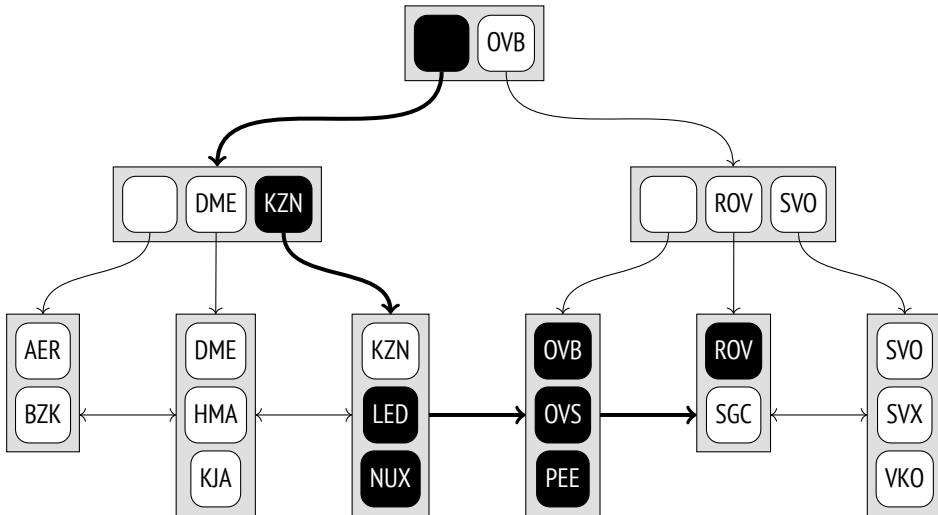 OVB
DME KZN
ROV SVO
AER
BZK
DME
HMA
KJA
KZN
LED
NUX
OVB
OVS
PEE
ROV
SGC
SVO
SVX
VKO